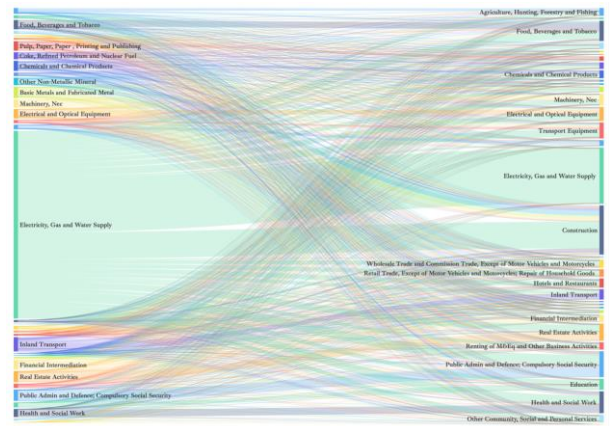 Food, Beverages and Tobacco
Pulp, Paper, Paper , Printing and Publishing
Coke, Refined Petroleum and Nuclear Fuel
Chemicals and Chemical Products
Other Non-Metallic Mineral
Basic Metals and Fabricated Metal
Machinery, Nec
Electrical and Optical Equipment
Electricity, Gas and Water Supply
Inland Transport
Financial Intermediation
Real Estate Activities
Public Admin and Defence; Compulsory Social Security
Health and Social Work
Agriculture, Hunting, Forestry and Fishing
Food, Beverages and Tobacco
Chemicals and Chemical Products
Machinery, Nec
Electrical and Optical Equipment
Transport Equipment
Electricity, Gas and Water Supply
Construction
Wholesale Trade and Commission Trade, Except of Motor Vehicles and Motorcycles
Retail Trade, Except of Motor Vehicles and Motorcycles; Repair of Household Goods
Hotels and Restaurants
Inland Transport
Financial Intermediation
Real Estate Activities
Renting of M&Eq and Other Business Activities
Public Admin and Defence; Compulsory Social Security
Education
Health and Social Work
Other Community, Social and Personal Services